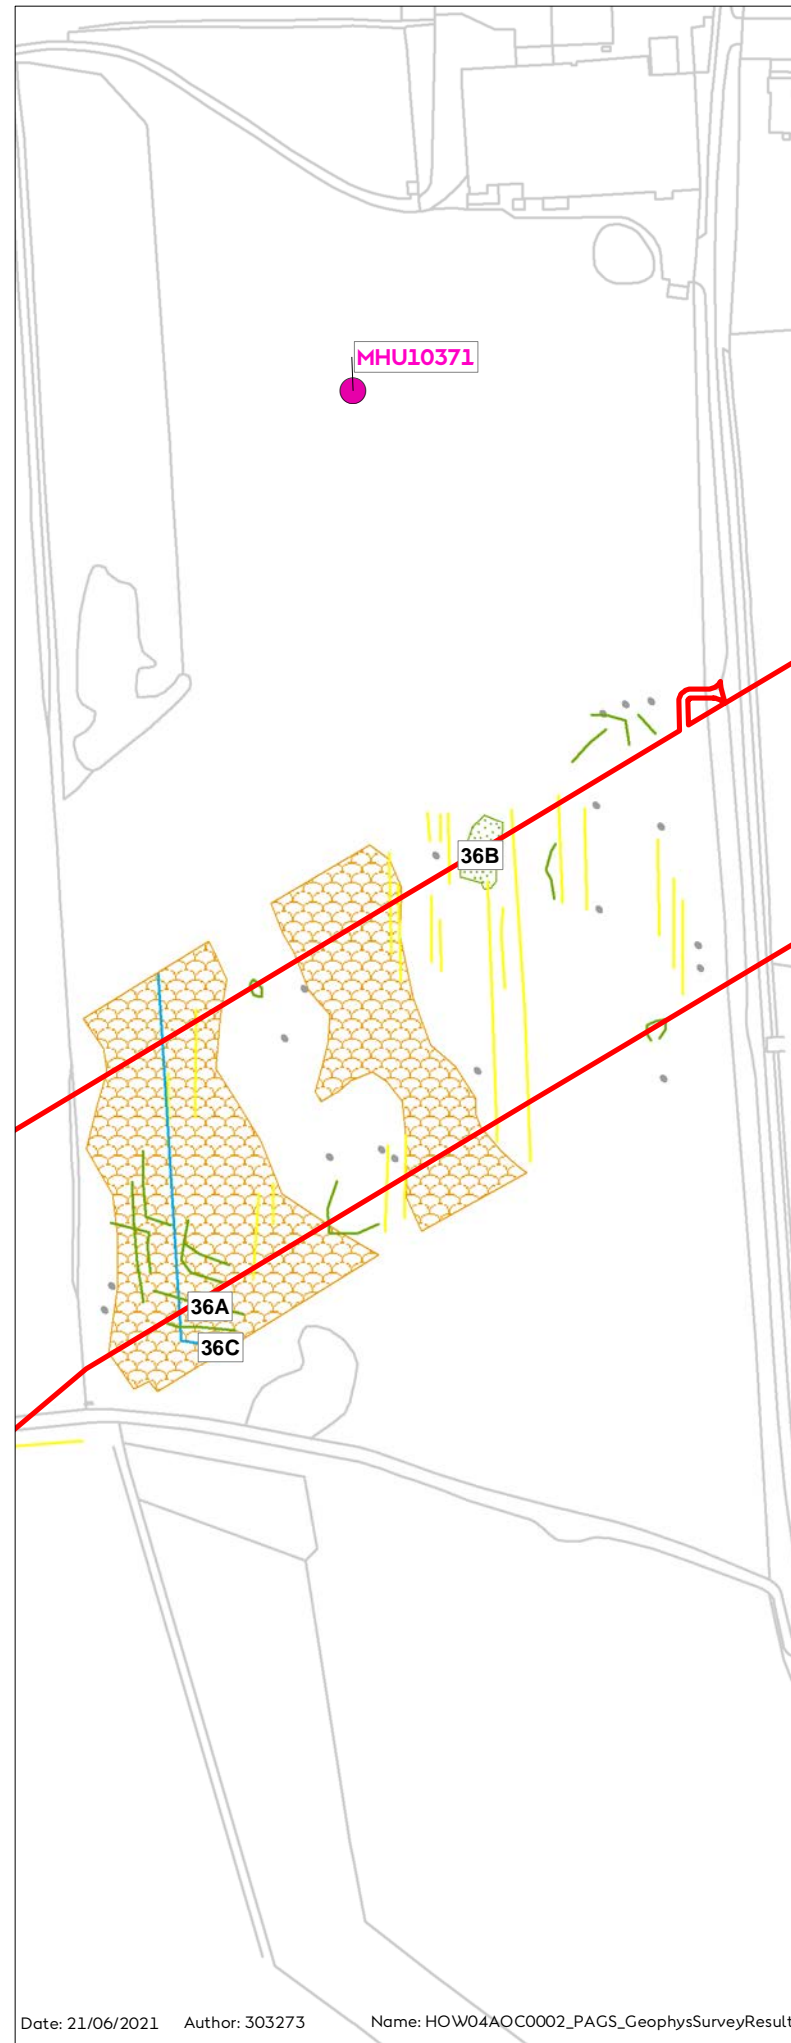 MHU10371
36B
36A
36C
Date: 21/06/2021 Author: 303273 Name: HOW04AOC0002_PAGS_GeophysSurveyResult